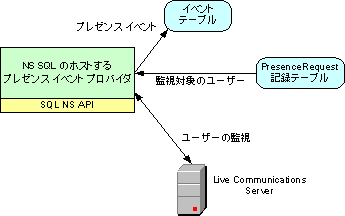 イベント
テーブル
プレゼンス イベント
NS SQL のホストする
プレゼンス イベント プロバイダ
SQL NS API
PresenceRequest
記録テーブル
監視対象のユーザー
ユーザーの監視
Live Communications
Server